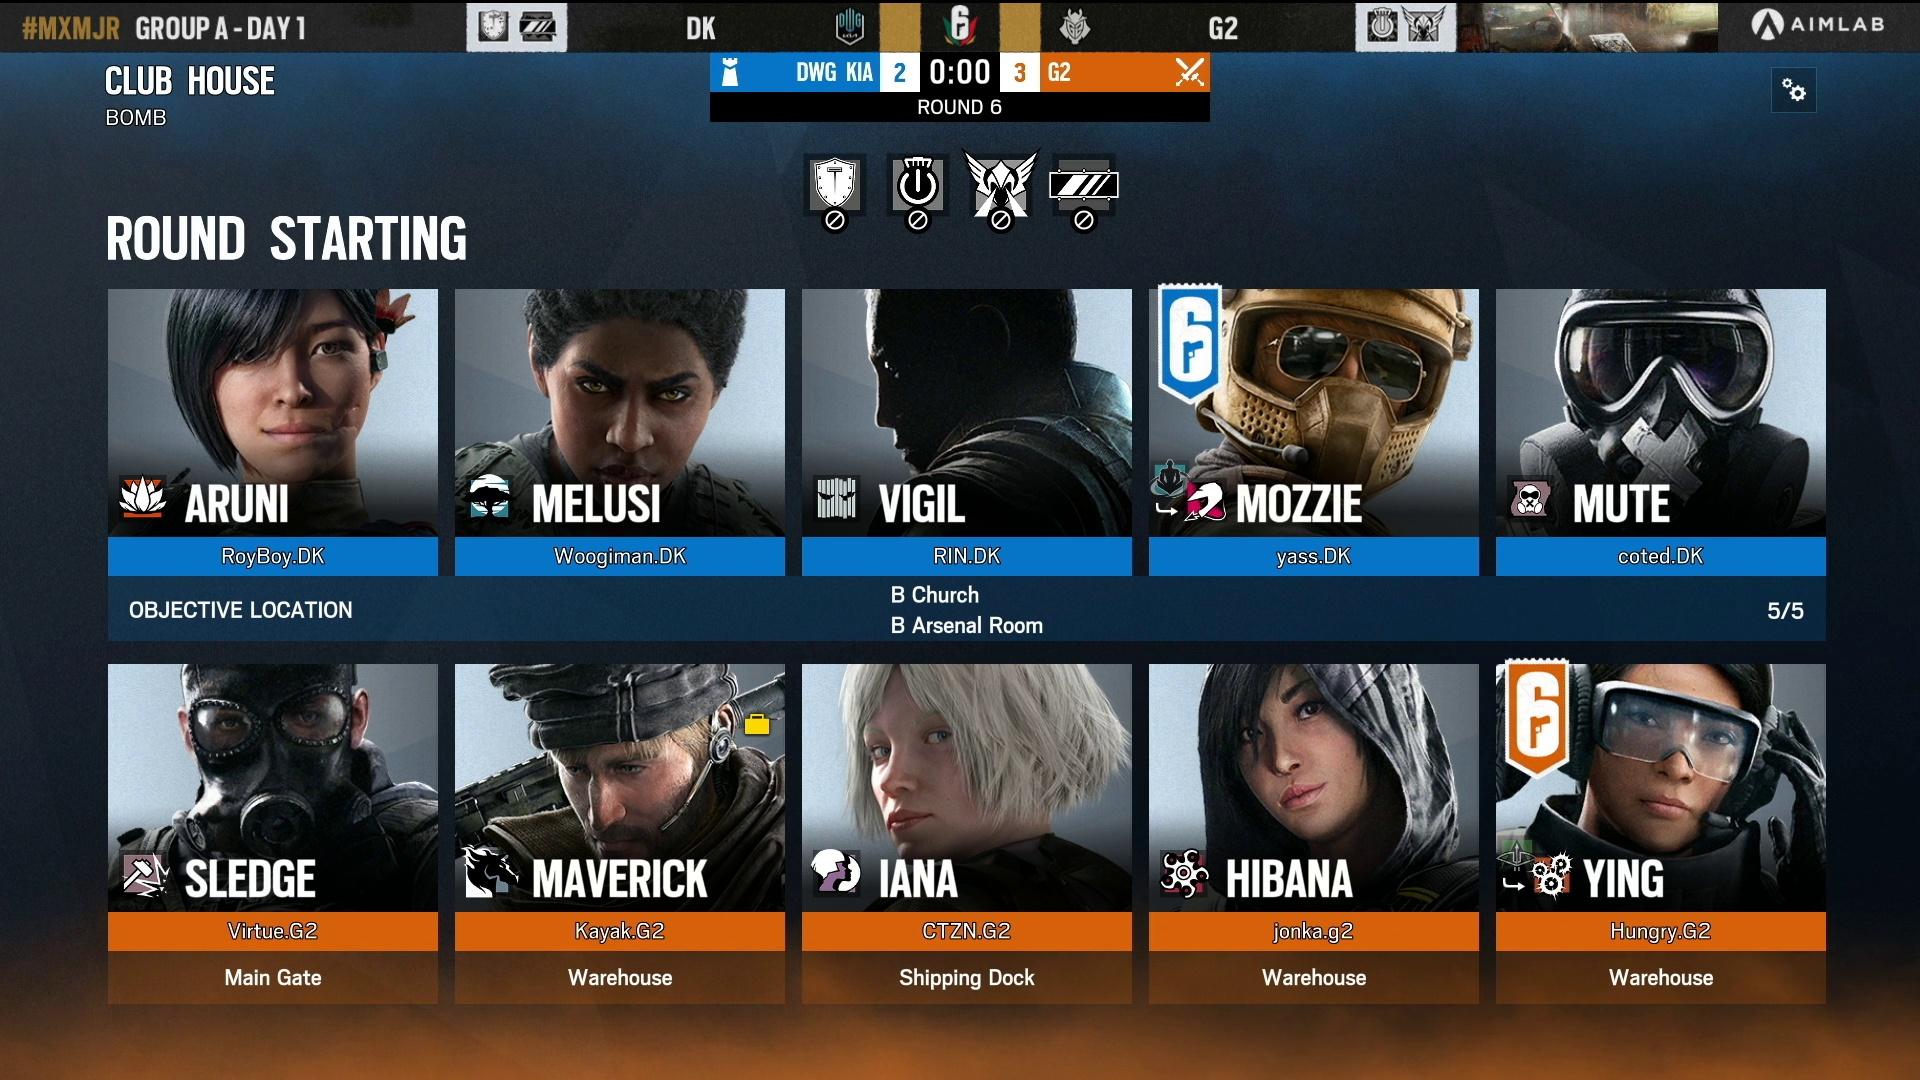 #MXMJR GROUP A - DAY 1
DK
G2
AIMLAB
CLUB HOUSE
BOMB
DWG KIA 2 0:00 3 G2
ROUND 6
ROUND STARTING
ARUNI
MELUSI
VIGIL
MOZZIE
MUTE
RoyBoy.DK
Woogiman.DK
RIN.DK
yass.DK
coted.DK
OBJECTIVE LOCATION
B Church
B Arsenal Room
5/5
SLEDGE
MAVERICK
IANA
HIBANA
YING
Virtue.G2
Kayak.G2
CTZN.G2
jonka.g2
Hungry.G2
Main Gate
Warehouse
Shipping Dock
Warehouse
Warehouse